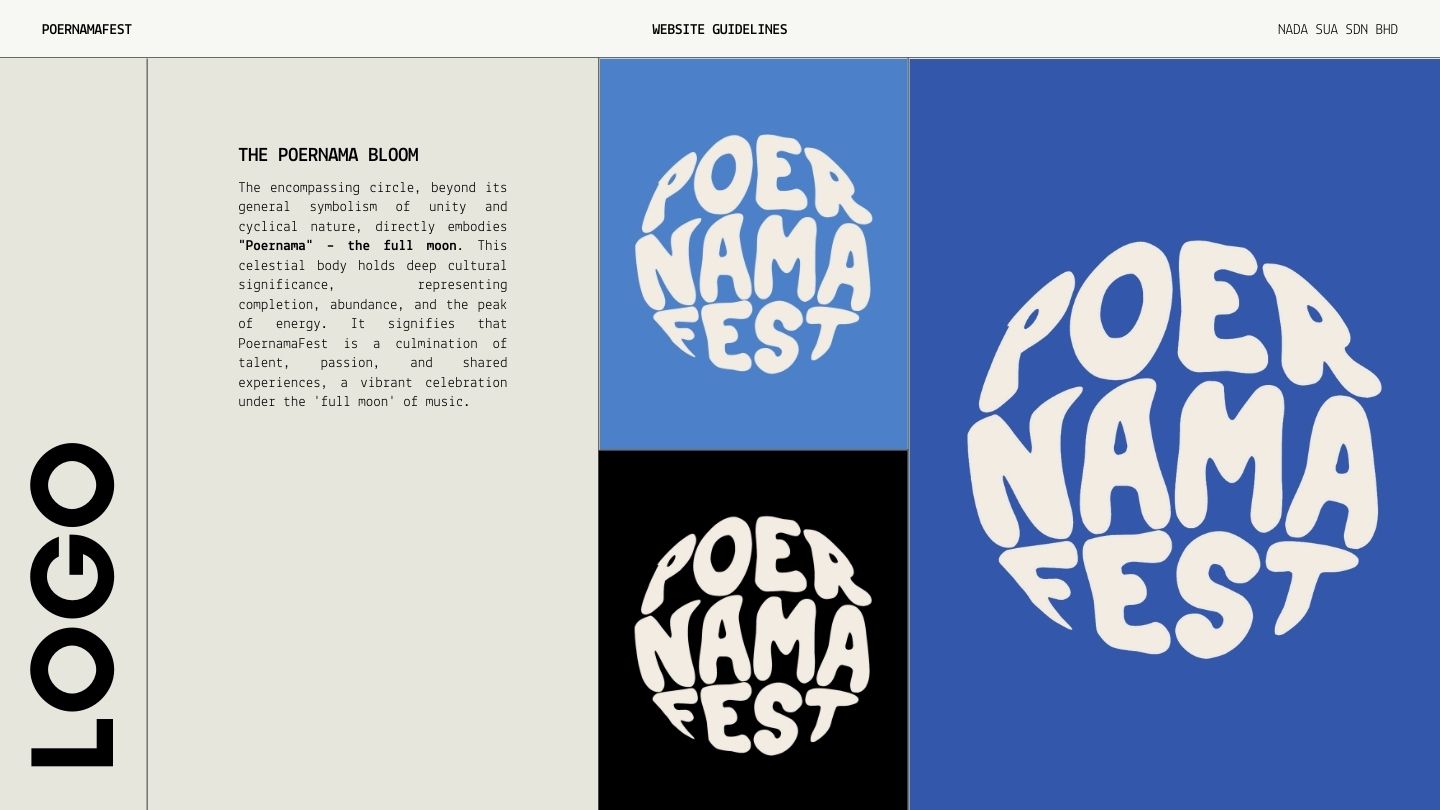 POERNAMAFEST
WEBSITE GUIDELINES
NADA SUA SDN BHD
LOGO
THE POERNAMA BLOOM
The encompassing circle, beyond its
general symbolism of unity and
cyclical nature, directly embodies
"Poernama" – the full moon. This
celestial body holds deep cultural
significance, representing
completion, abundance, and the peak
of energy. It signifies that
PoernamaFest is a culmination of
talent, passion, and shared
experiences, a vibrant celebration
under the 'full moon' of music.
POER
NAMA
FEST
POER
NAMA
FEST
POER
NAMA
FEST